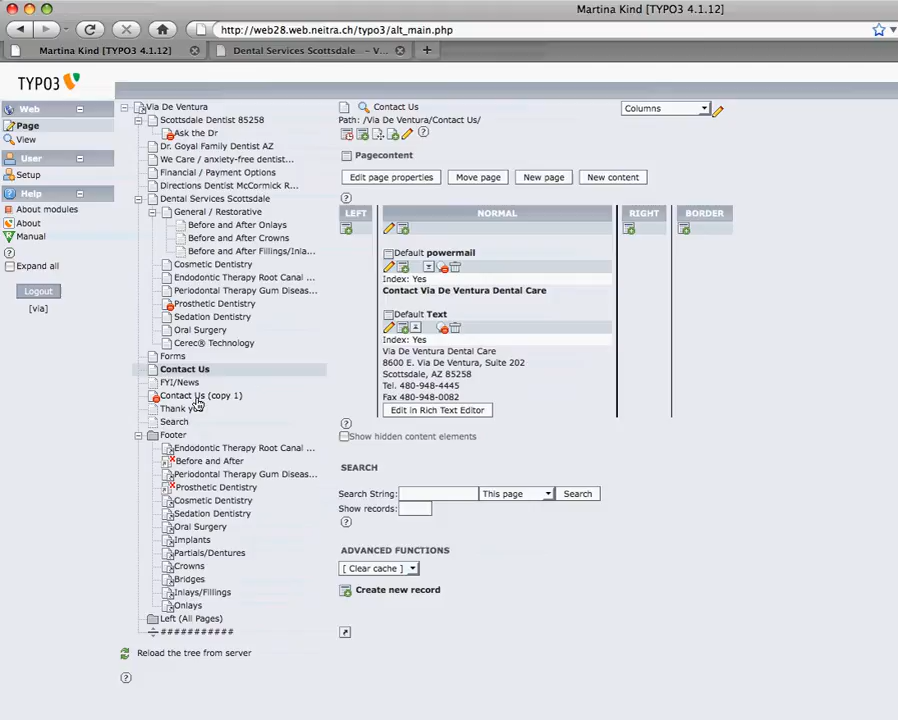 Martina Kind [TYPO3 4.1.12]
http://web28.web.neitra.ch/typo3/alt_main.php
Martina Kind [TYPO3 4.1.12]
Dental Services Scottsdale – V...
TYPO3
Web
Page
View
User
Setup
Help
About modules
About
Manual
Expand all
Logout
[via]
Via De Ventura
Scottsdale Dentist 85258
Ask the Dr
Dr. Goyal Family Dentist AZ
We Care / anxiety-free dentist...
Financial / Payment Options
Directions Dentist McCormick R...
Dental Services Scottsdale
General / Restorative
Before and After Onlays
Before and After Crowns
Before and After Fillings/Inla...
Cosmetic Dentistry
Endodontic Therapy Root Canal ...
Periodontal Therapy Gum Diseas...
Prosthetic Dentistry
Sedation Dentistry
Oral Surgery
Cerec® Technology
Forms
Contact Us
FYI/News
Contact Us (copy 1)
Thank you
Search
Footer
Endodontic Therapy Root Canal ...
Before and After
Periodontal Therapy Gum Diseas...
Prosthetic Dentistry
Cosmetic Dentistry
Sedation Dentistry
Oral Surgery
Implants
Partials/Dentures
Crowns
Bridges
Inlays/Fillings
Onlays
Left (All Pages)
###########
Reload the tree from server
Contact Us
Columns
Path: /Via De Ventura/Contact Us/
Pagecontent
Edit page properties
Move page
New page
New content
LEFT
NORMAL
RIGHT
BORDER
Default powermail
Index: Yes
Contact Via De Ventura Dental Care
Default Text
Index: Yes
Via De Ventura Dental Care
8600 E. Via De Ventura, Suite 202
Scottsdale, AZ 85258
Tel. 480-948-4445
Fax 480-948-0082
Edit in Rich Text Editor
Show hidden content elements
SEARCH
Search String:
This page
Search
Show records:
ADVANCED FUNCTIONS
[ Clear cache ]
Create new record